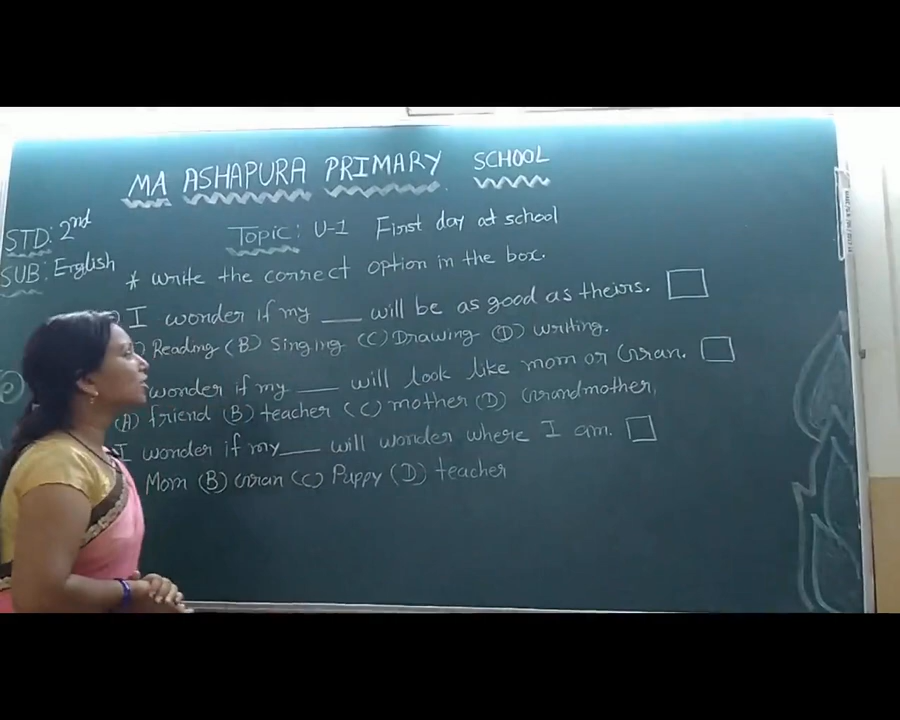 MA ASHAPURA PRIMARY SCHOOL
STD: 2nd
Topic: U-1 First day at school
SUB: English
* write the correct option in the box.
I wonder if my ___ will be as good as theirs.
Reading (B) Singing (C) Drawing (D) writing.
wonder if my ___ will look like mom or Gran.
(A) friend (B) teacher (C) mother (D) Grandmother,
I wonder if my ___ will wonder where I am.
Mom (B) Gran (C) Puppy (D) teacher